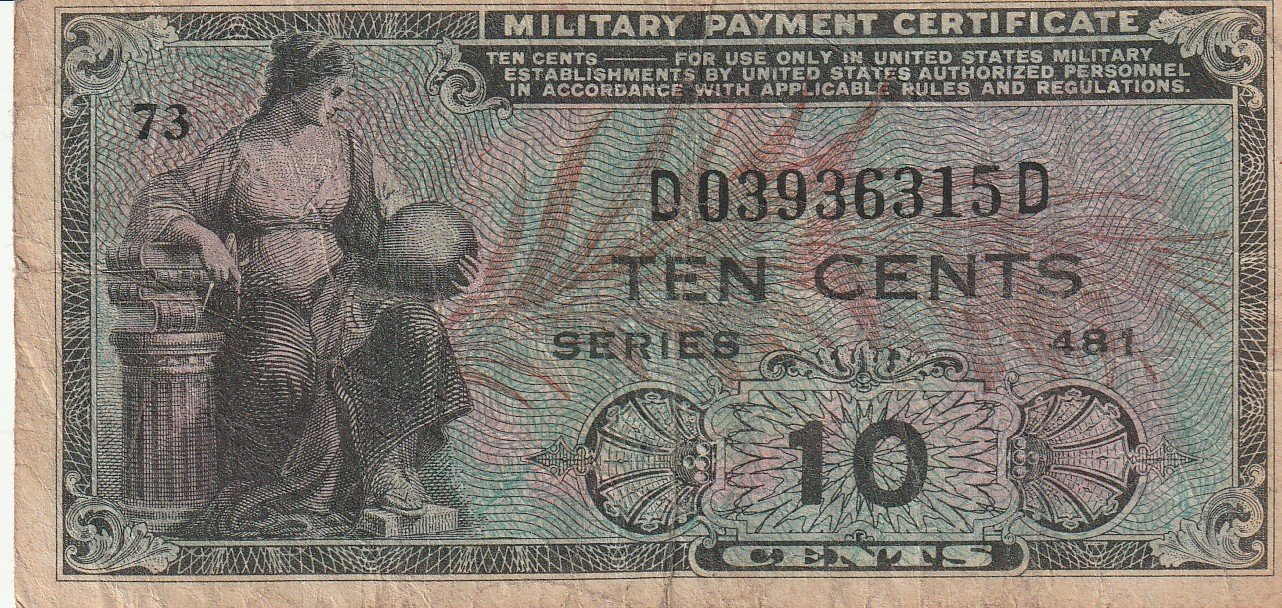 MILITARY PAYMENT CERTIFICATE
TEN CENTS —— FOR USE ONLY IN UNITED STATES MILITARY
ESTABLISHMENTS BY UNITED STATES AUTHORIZED PERSONNEL
IN ACCORDANCE WITH APPLICABLE RULES AND REGULATIONS.
73
D03936315D
TEN CENTS
SERIES 481
10
CENTS